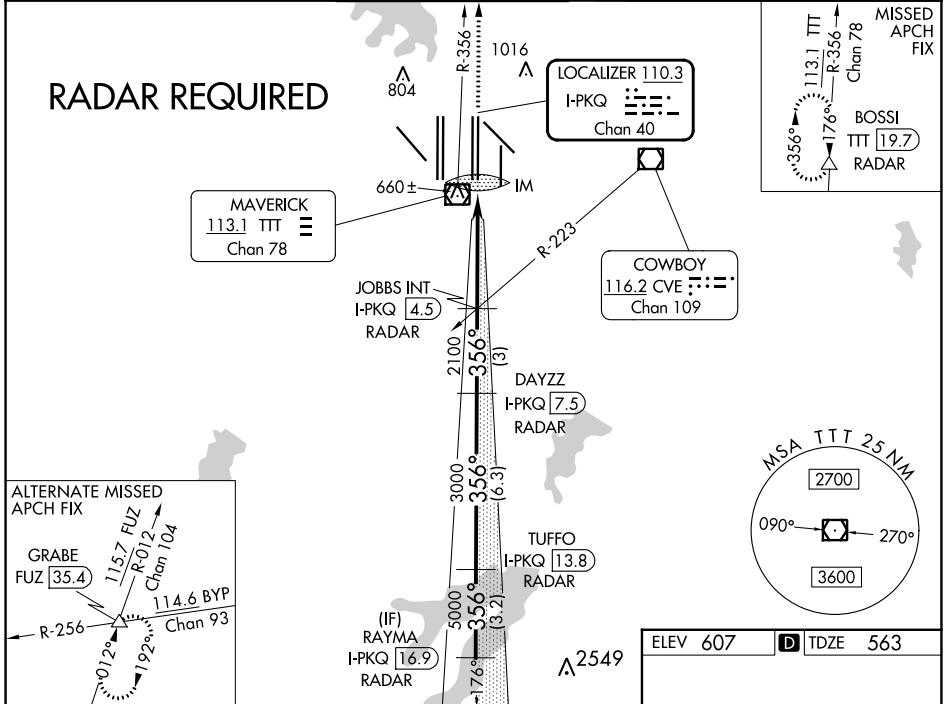 RADAR REQUIRED
R-356
1016
804
LOCALIZER 110.3
I-PKQ
Chan 40
MISSED
APCH
FIX
113.1 TTT
R-356
Chan 78
356°
176°
BOSSI
TTT 19.7
RADAR
660 ±
IM
MAVERICK
113.1 TTT
Chan 78
R-223
COWBOY
116.2 CVE
Chan 109
JOBBS INT
I-PKQ 4.5
RADAR
2100
356°
(3)
DAYZZ
I-PKQ 7.5
RADAR
3000
356°
(6.3)
TUFFO
I-PKQ 13.8
RADAR
5000
356°
(3.2)
(IF)
RAYMA
I-PKQ 16.9
RADAR
176°
2549
MSA TTT 25 NM
2700
090°
270°
3600
ALTERNATE MISSED
APCH FIX
GRABE
FUZ 35.4
115.7 FUZ
R-012
Chan 104
114.6 BYP
Chan 93
R-256
012°
192°
ELEV 607 D TDZE 563